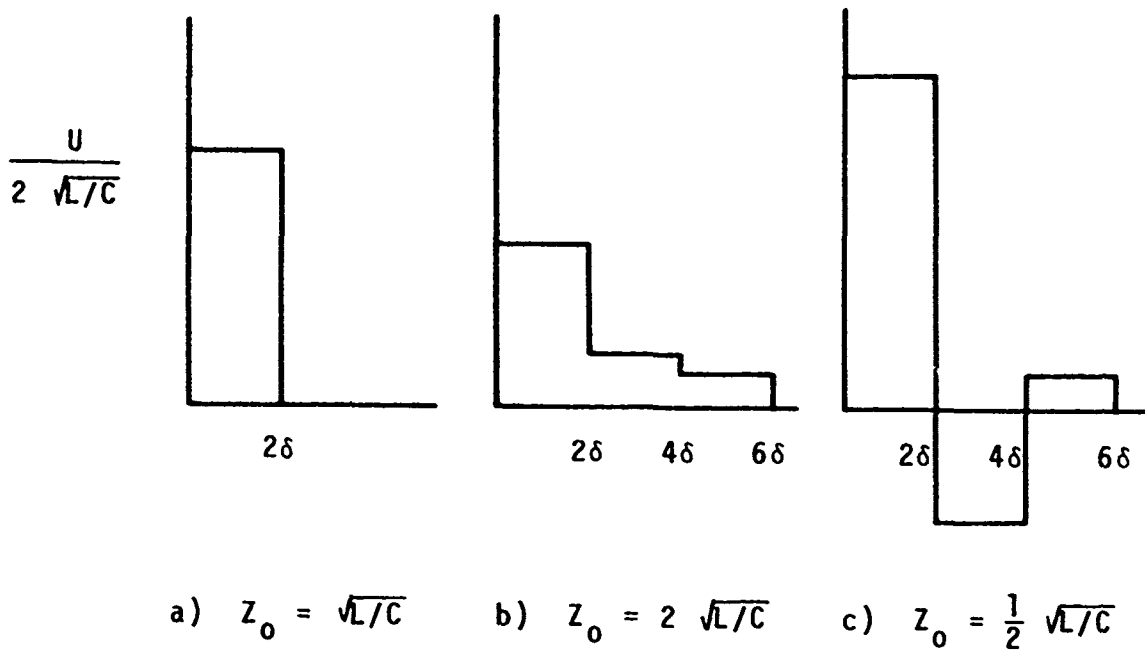 U
2 √L/C
2δ
2δ 4δ 6δ
2δ 4δ 6δ
a) Z₀ = √L/C
b) Z₀ = 2 √L/C
c) Z₀ = 1/2 √L/C